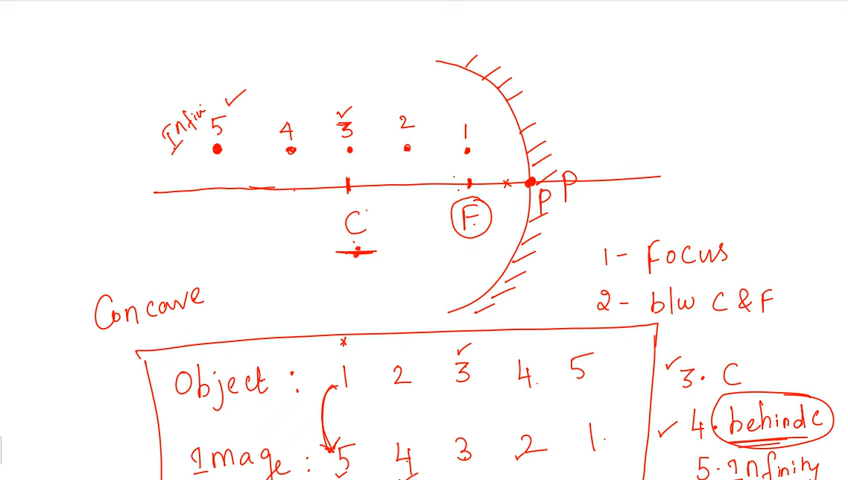 Infini
5 4 3 2 1
C F P P
1- Focus
2- b/w C & F
Concave
Object : 1 2 3 4. 5
3. C
4. behinde
Image : 5 4 3 2 1.
5. Infinity